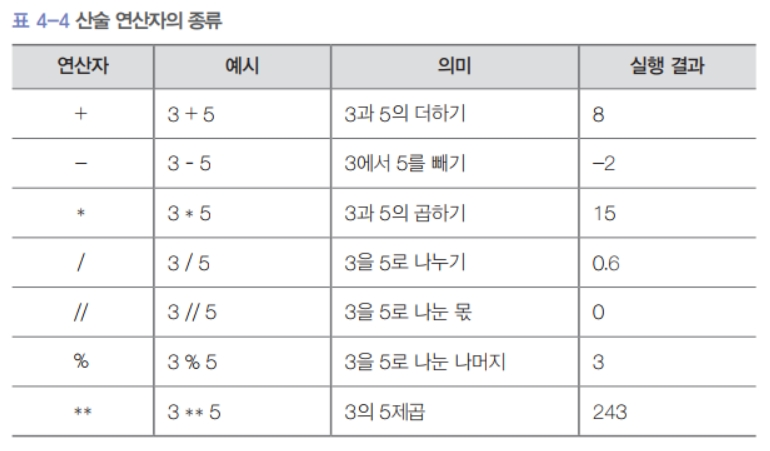 표 4-4 산술 연산자의 종류
연산자 예시 의미 실행 결과
+ 3 + 5 3과 5의 더하기 8
− 3 - 5 3에서 5를 빼기 −2
* 3 * 5 3과 5의 곱하기 15
/ 3 / 5 3을 5로 나누기 0.6
// 3 // 5 3을 5로 나눈 몫 0
% 3 % 5 3을 5로 나눈 나머지 3
** 3 ** 5 3의 5제곱 243